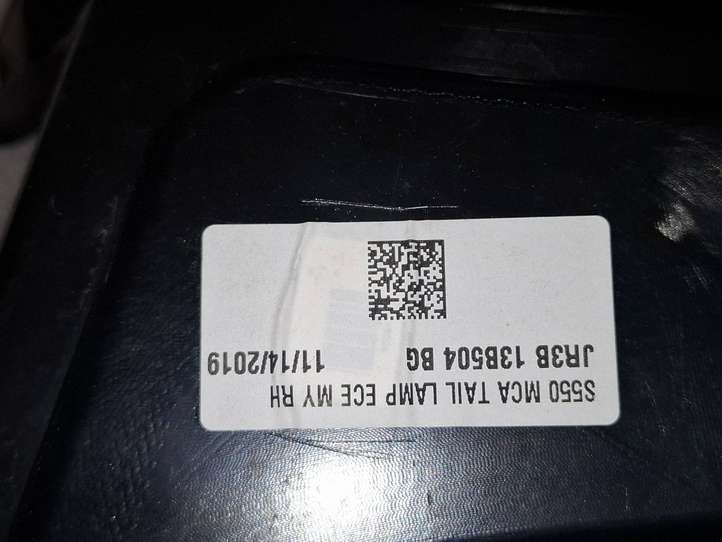 S550 MCA TAIL LAMP ECE MY RH
JR3B 13B504 BG 11/14/2019